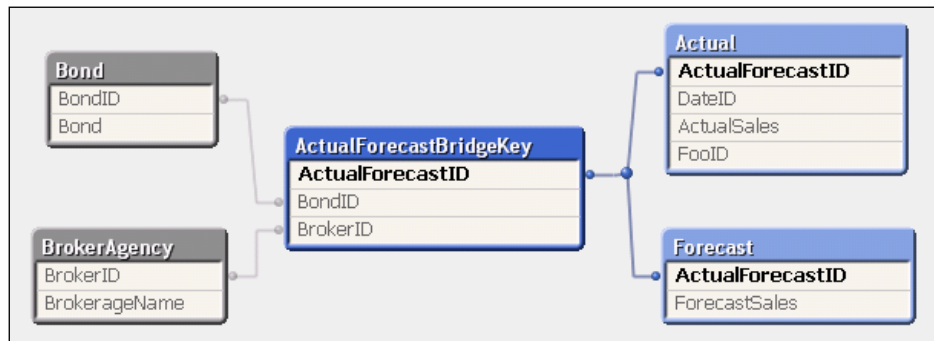 Bond
BondID
Bond
BrokerAgency
BrokerID
BrokerageName
ActualForecastBridgeKey
ActualForecastID
BondID
BrokerID
Actual
ActualForecastID
DateID
ActualSales
FooID
Forecast
ActualForecastID
ForecastSales